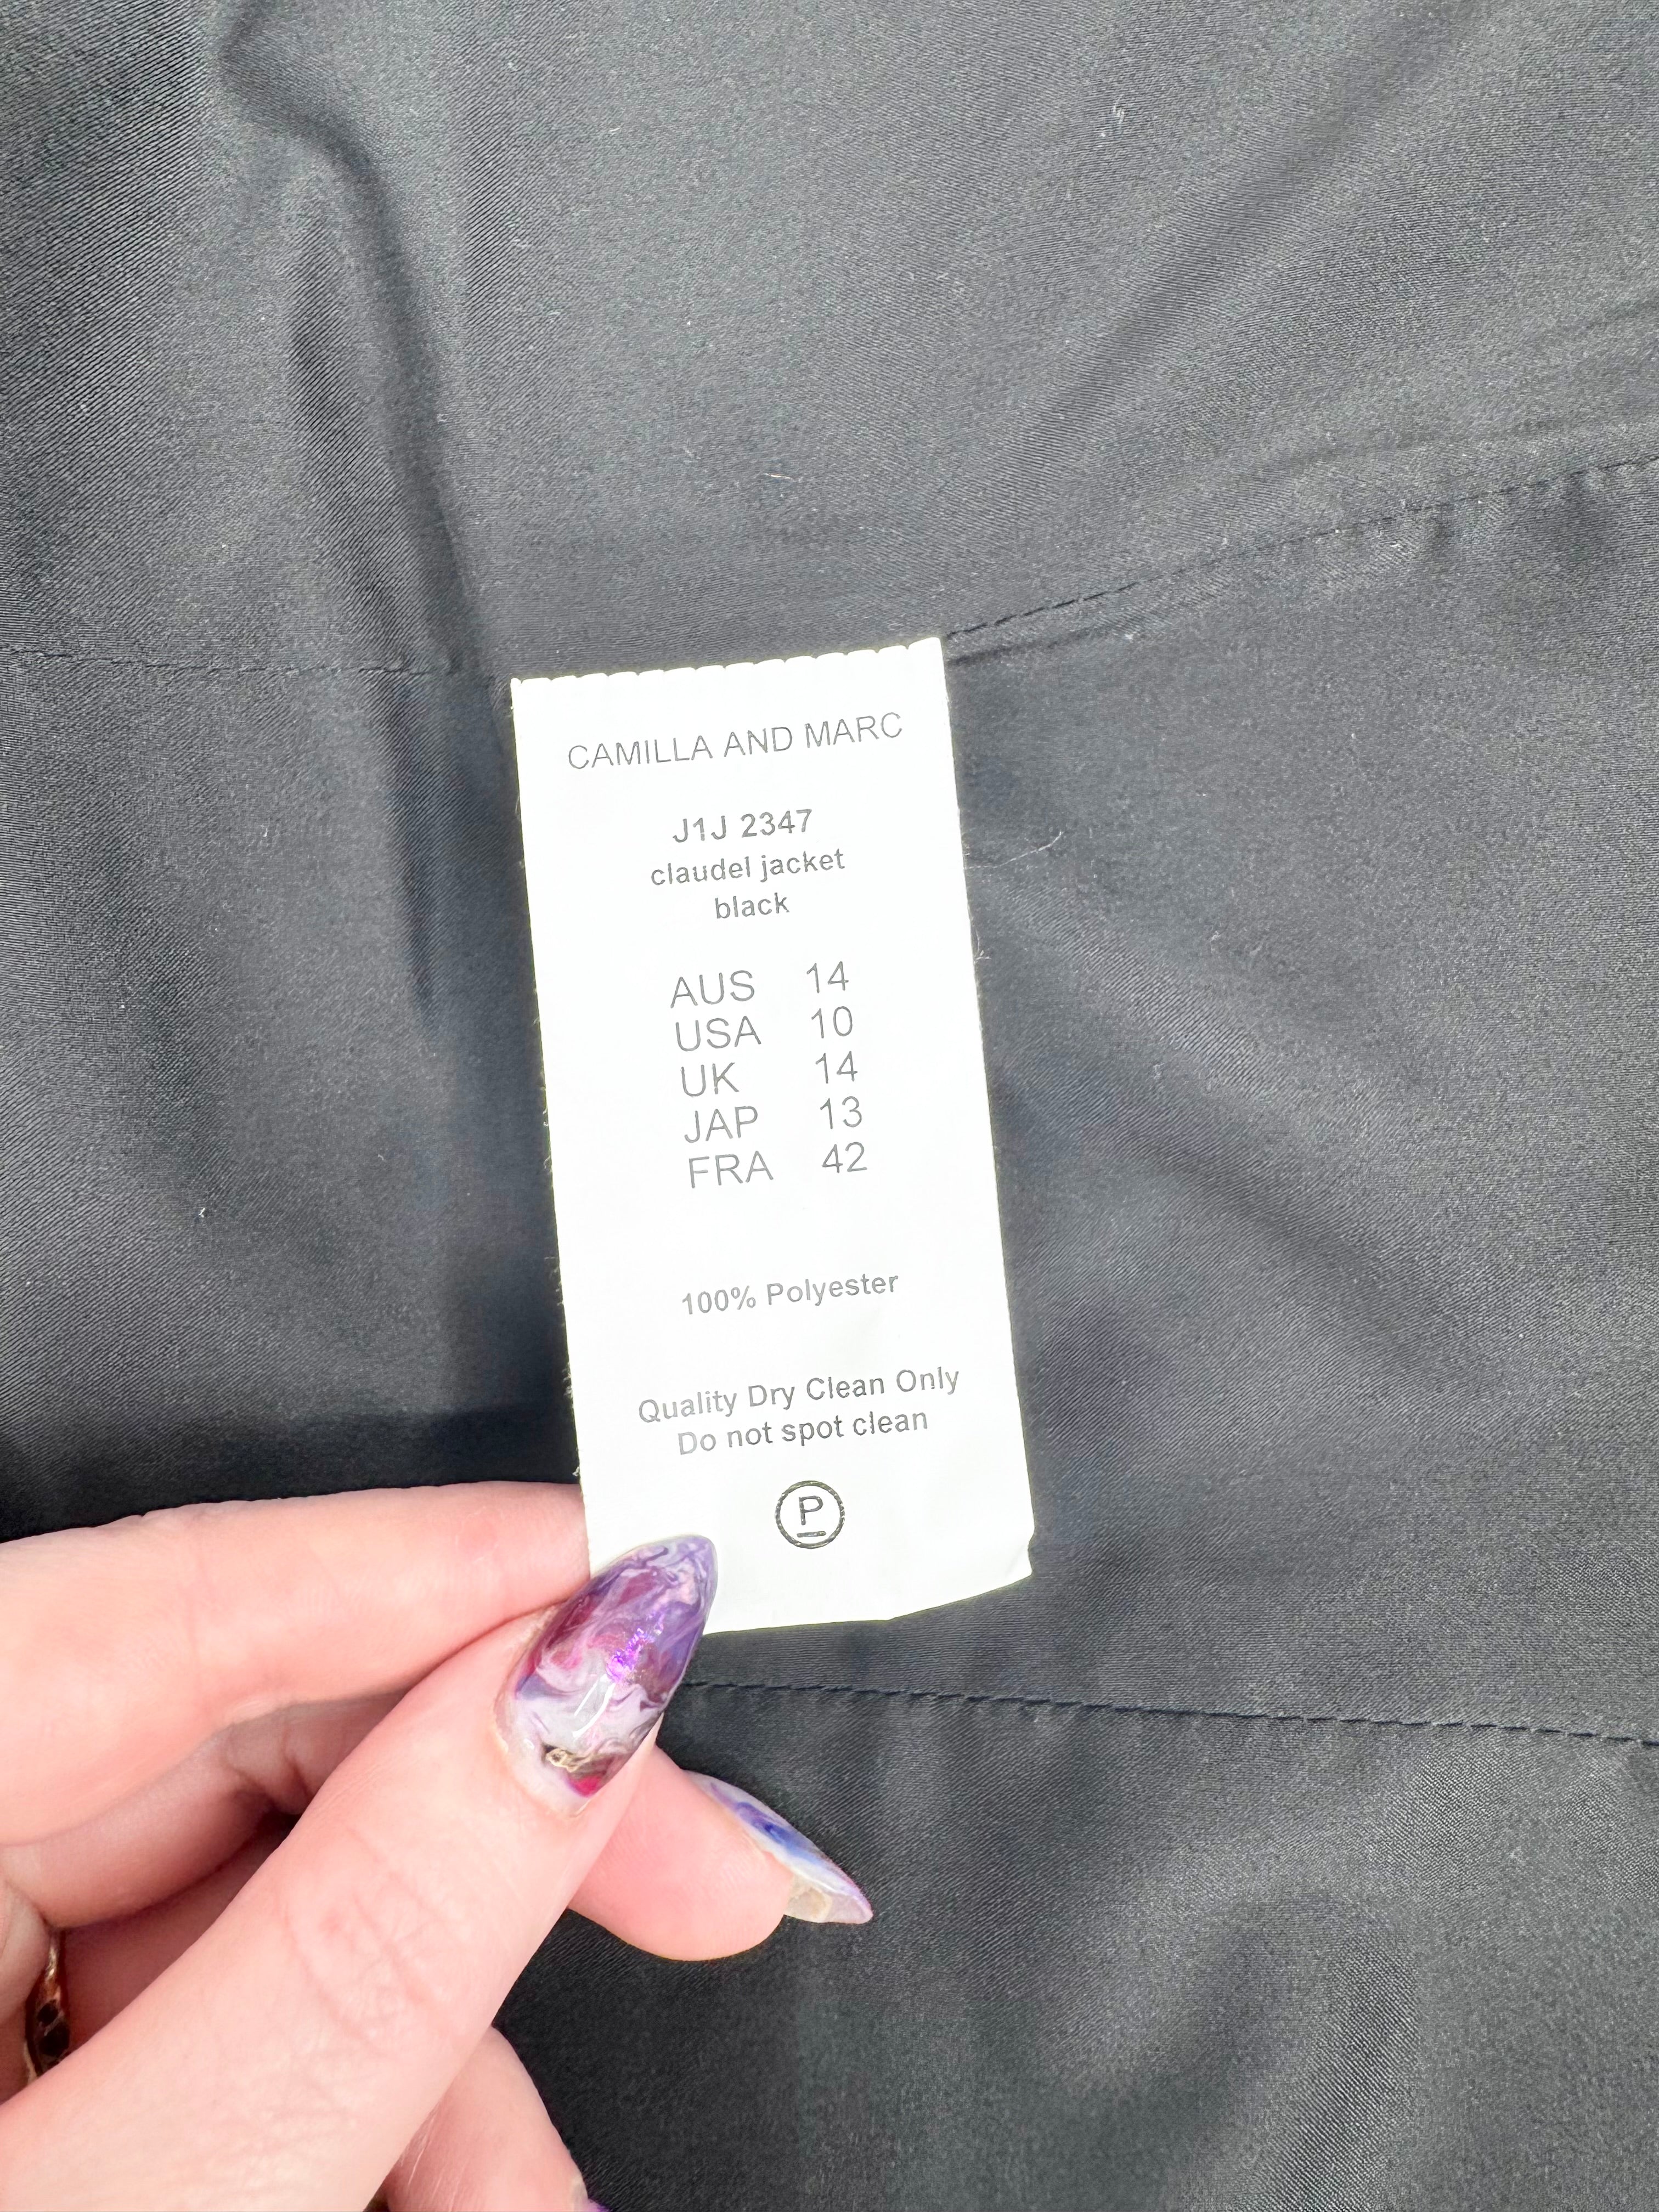 CAMILLA AND MARC
J1J 2347
claudel jacket
black
AUS 14
USA 10
UK 14
JAP 13
FRA 42
100% Polyester
Quality Dry Clean Only
Do not spot clean
P